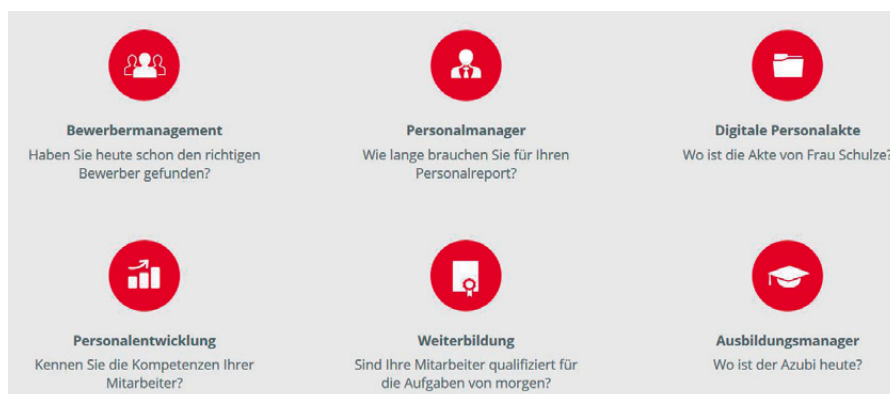 Bewerbermanagement
Haben Sie heute schon den richtigen
Bewerber gefunden?
Personalmanager
Wie lange brauchen Sie für Ihren
Personalreport?
Digitale Personalakte
Wo ist die Akte von Frau Schulze?
Personalentwicklung
Kennen Sie die Kompetenzen Ihrer
Mitarbeiter?
Weiterbildung
Sind Ihre Mitarbeiter qualifiziert für
die Aufgaben von morgen?
Ausbildungsmanager
Wo ist der Azubi heute?